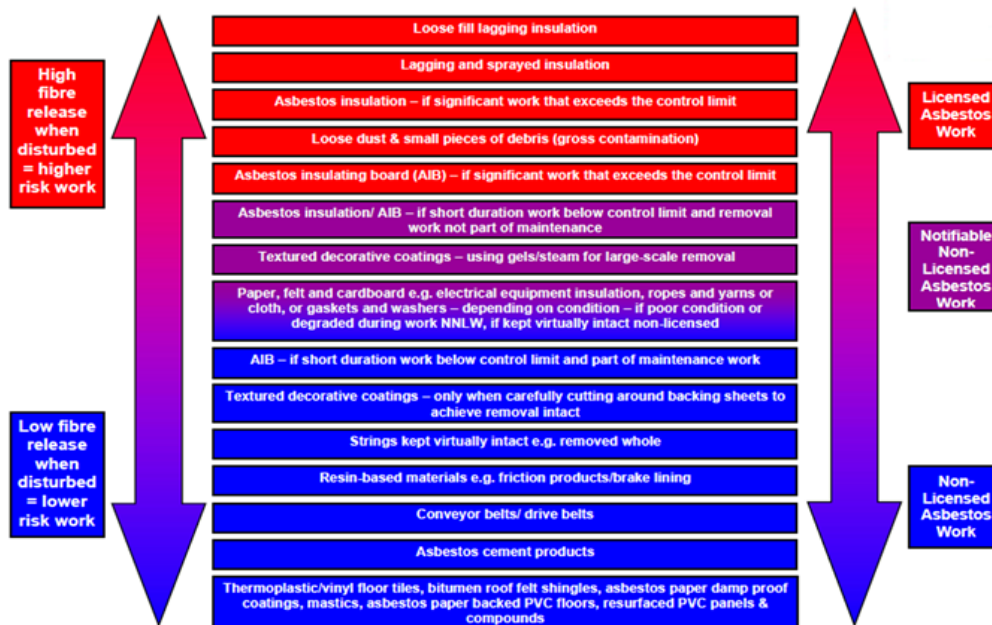 High
fibre
release
when
disturbed
= higher
risk work
Low fibre
release
when
disturbed
= lower
risk work
Loose fill lagging insulation
Lagging and sprayed insulation
Asbestos insulation – if significant work that exceeds the control limit
Loose dust & small pieces of debris (gross contamination)
Asbestos insulating board (AIB) – if significant work that exceeds the control limit
Asbestos insulation/ AIB – if short duration work below control limit and removal
work not part of maintenance
Textured decorative coatings – using gels/steam for large-scale removal
Paper, felt and cardboard e.g. electrical equipment insulation, ropes and yarns or
cloth, or gaskets and washers – depending on condition – if poor condition or
degraded during work NNLW, if kept virtually intact non-licensed
AIB – if short duration work below control limit and part of maintenance work
Textured decorative coatings – only when carefully cutting around backing sheets to
achieve removal intact
Strings kept virtually intact e.g. removed whole
Resin-based materials e.g. friction products/brake lining
Conveyor belts/ drive belts
Asbestos cement products
Thermoplastic/vinyl floor tiles, bitumen roof felt shingles, asbestos paper damp proof
coatings, mastics, asbestos paper backed PVC floors, resurfaced PVC panels &
compounds
Licensed
Asbestos
Work
Notifiable
Non-
Licensed
Asbestos
Work
Non-
Licensed
Asbestos
Work